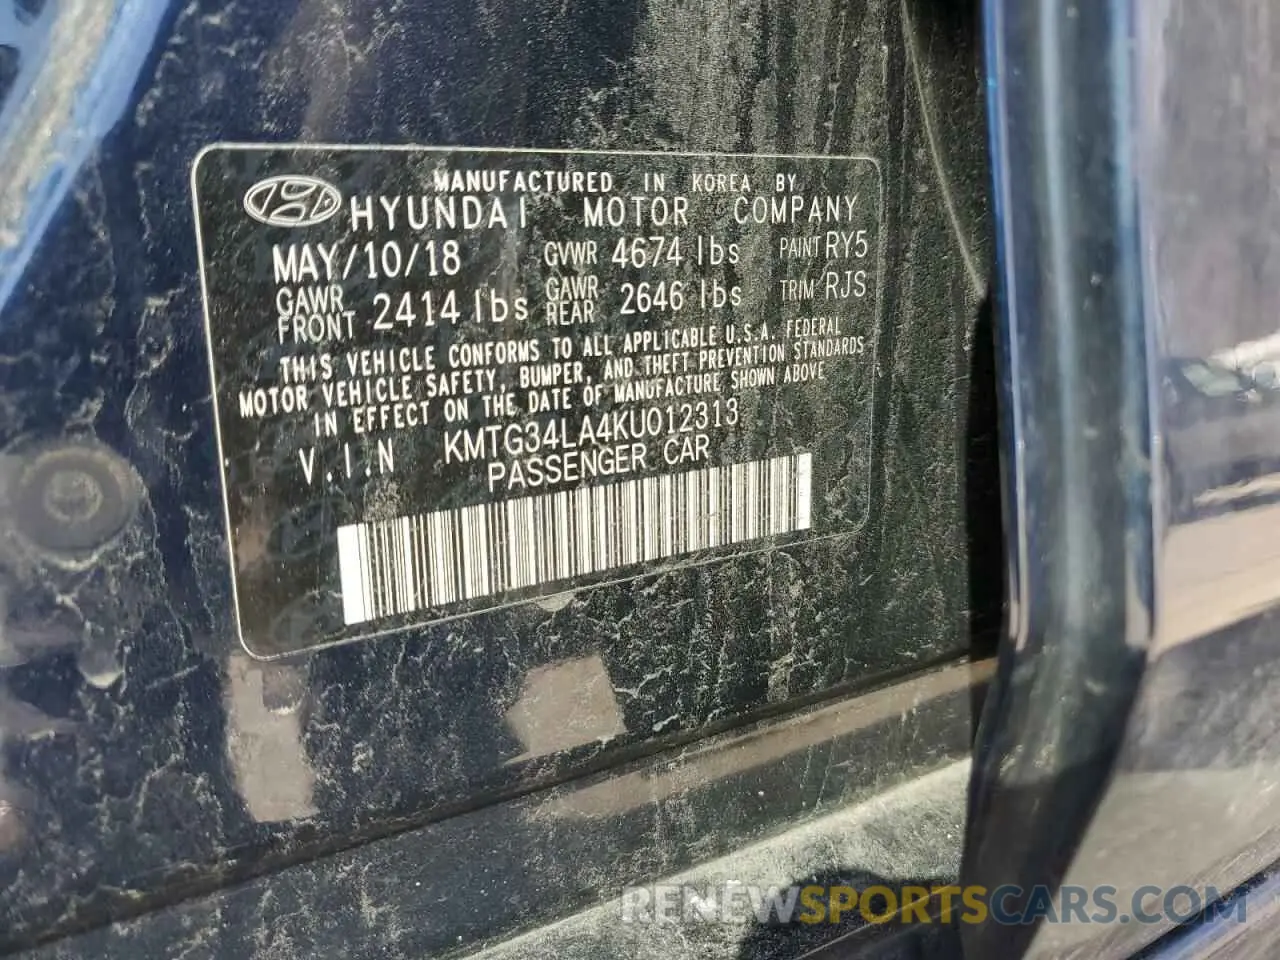 MANUFACTURED IN KOREA BY
HYUNDAI MOTOR COMPANY
MAY/10/18 GVWR 4674 lbs PAINT RY5
GAWR FRONT 2414 lbs GAWR REAR 2646 lbs TRIM RJS
THIS VEHICLE CONFORMS TO ALL APPLICABLE U.S.A. FEDERAL
MOTOR VEHICLE SAFETY, BUMPER, AND THEFT PREVENTION STANDARDS
IN EFFECT ON THE DATE OF MANUFACTURE SHOWN ABOVE
V.I.N KMTG34LA4KU012313
PASSENGER CAR
RENEWSPORTSCARS.COM